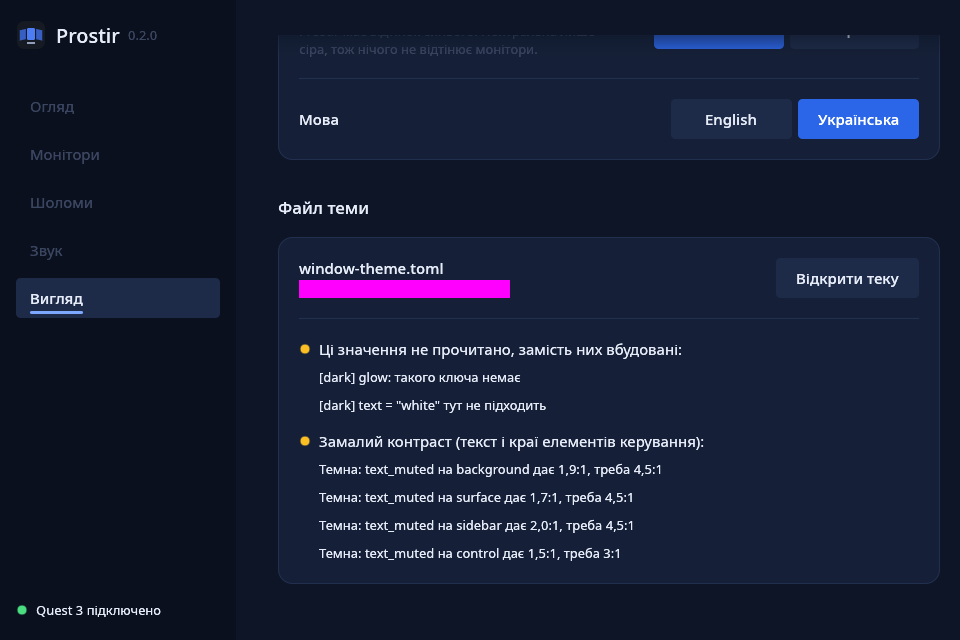 Prostir 0.2.0
Огляд
Монітори
Шоломи
Звук
Вигляд
Quest 3 підключено
сіра, тож нічого не відтінює монітори.
Мова
English
Українська
Файл теми
window-theme.toml
Відкрити теку
Ці значення не прочитано, замість них вбудовані:
[dark] glow: такого ключа немає
[dark] text = "white" тут не підходить
Замалий контраст (текст і краї елементів керування):
Темна: text_muted на background дає 1,9:1, треба 4,5:1
Темна: text_muted на surface дає 1,7:1, треба 4,5:1
Темна: text_muted на sidebar дає 2,0:1, треба 4,5:1
Темна: text_muted на control дає 1,5:1, треба 3:1